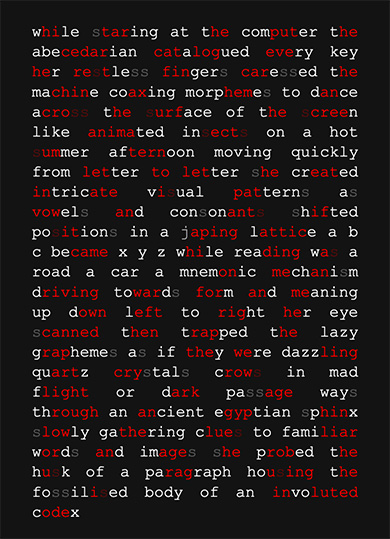 while staring at the computer the
abecedarian catalogued every key
her restless fingers caressed the
machine coaxing morphemes to dance
across the surface of the screen
like animated insects on a hot
summer afternoon moving quickly
from letter to letter she created
intricate visual patterns as
vowels and consonants shifted
positions in a japing lattice a b
c became x y z while reading was a
road a car a mnemonic mechanism
driving towards form and meaning
up down left to right her eye
scanned then trapped the lazy
graphemes as if they were dazzling
quartz crystals crows in mad
flight or dark passage ways
through an ancient egyptian sphinx
slowly gathering clues to familiar
words and images she probed the
husk of a paragraph housing the
fossilised body of an involuted
codex